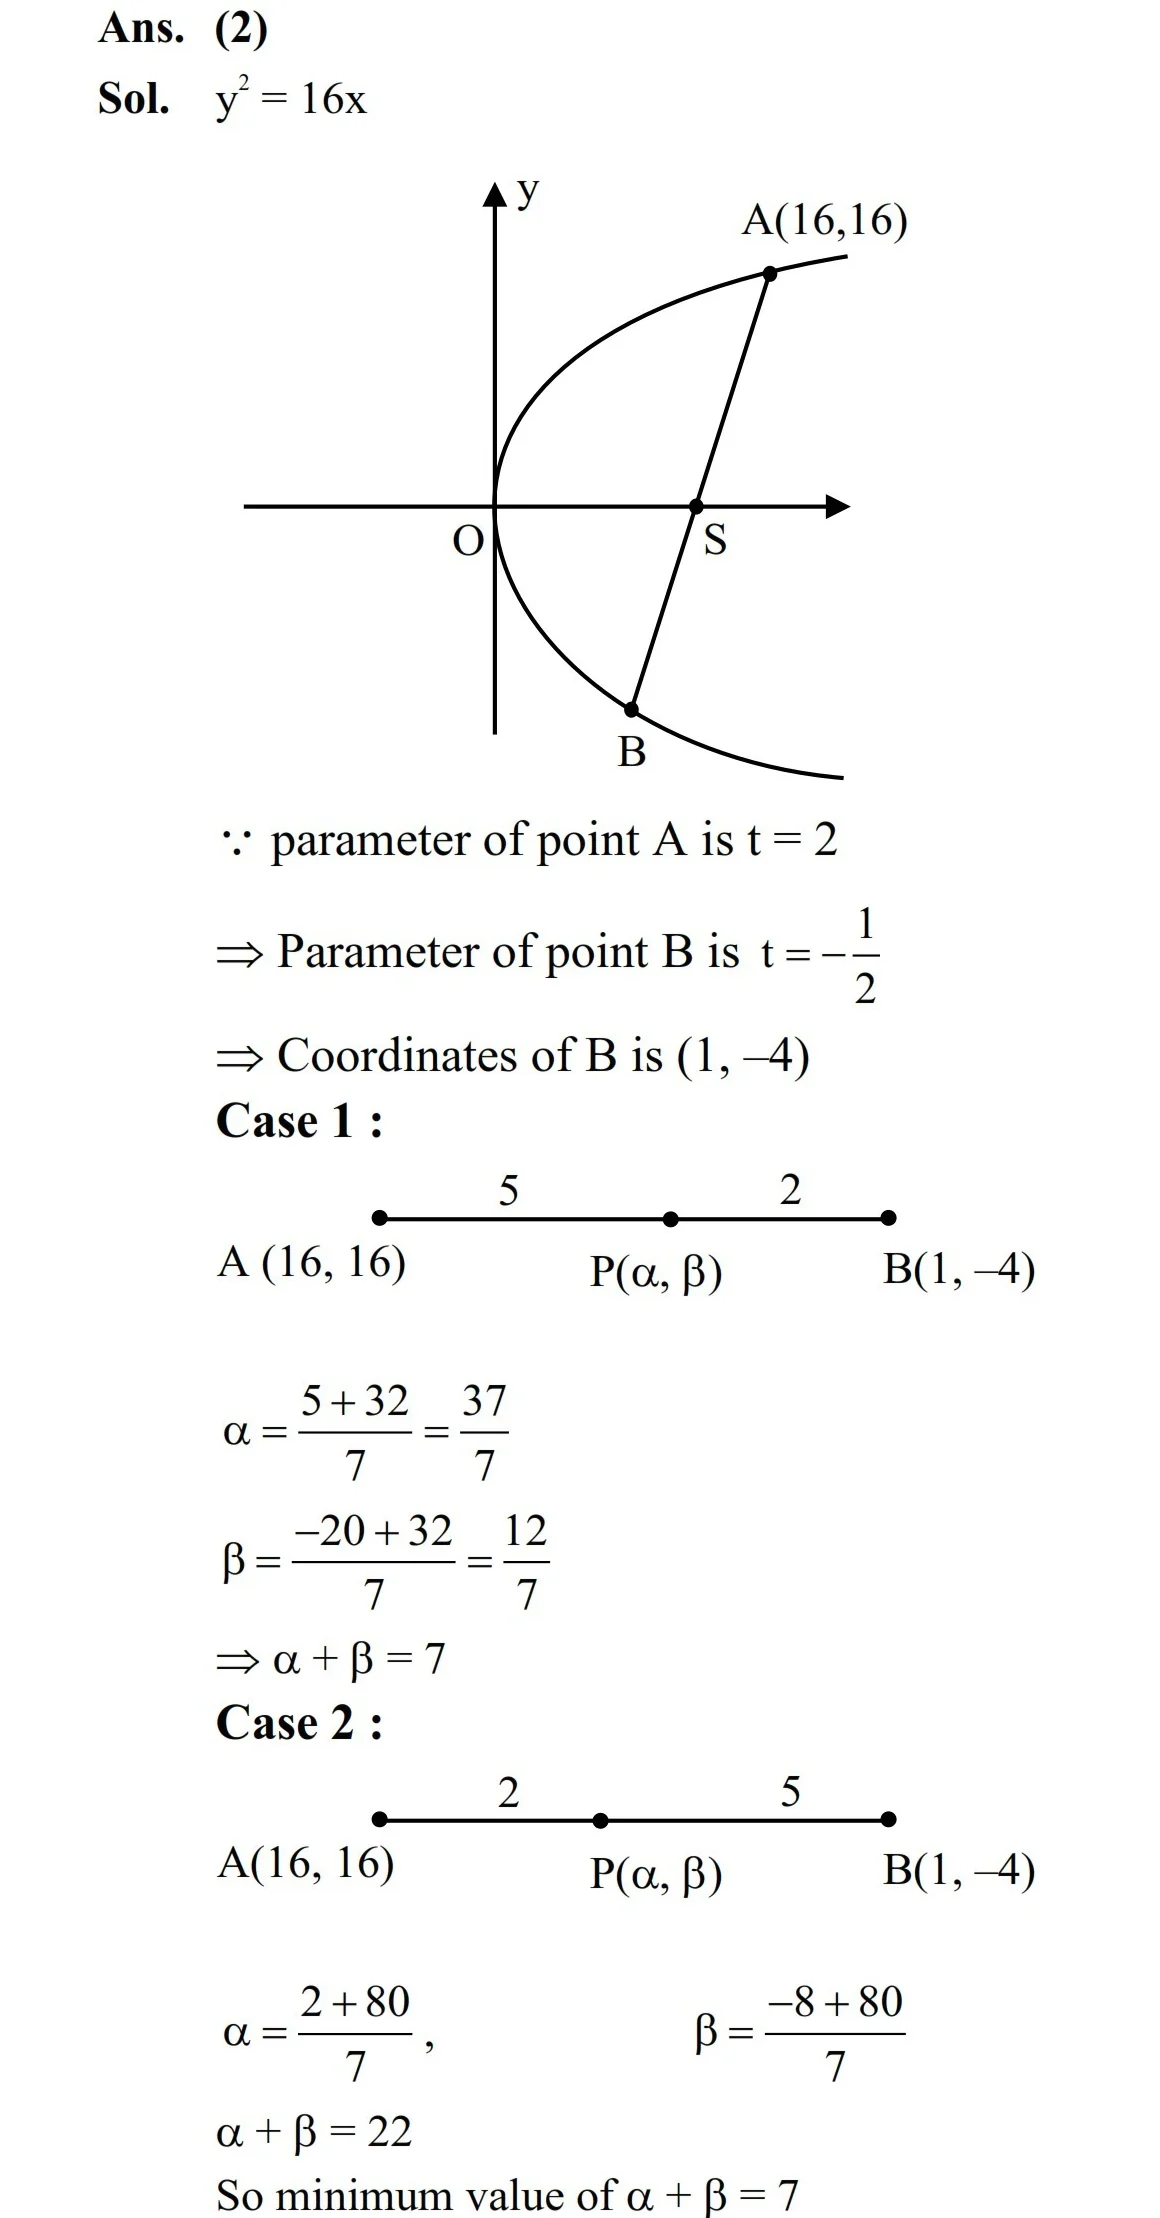 Ans. (2)
Sol. y² = 16x
y
A(16,16)
O
S
B
∵ parameter of point A is t = 2
⇒ Parameter of point B is t = −1/2
⇒ Coordinates of B is (1, –4)
Case 1 :
5 2
A (16, 16) P(α, β) B(1, –4)
α = (5 + 32)/7 = 37/7
β = (−20 + 32)/7 = 12/7
⇒ α + β = 7
Case 2 :
2 5
A(16, 16) P(α, β) B(1, –4)
α = (2 + 80)/7 , β = (−8 + 80)/7
α + β = 22
So minimum value of α + β = 7